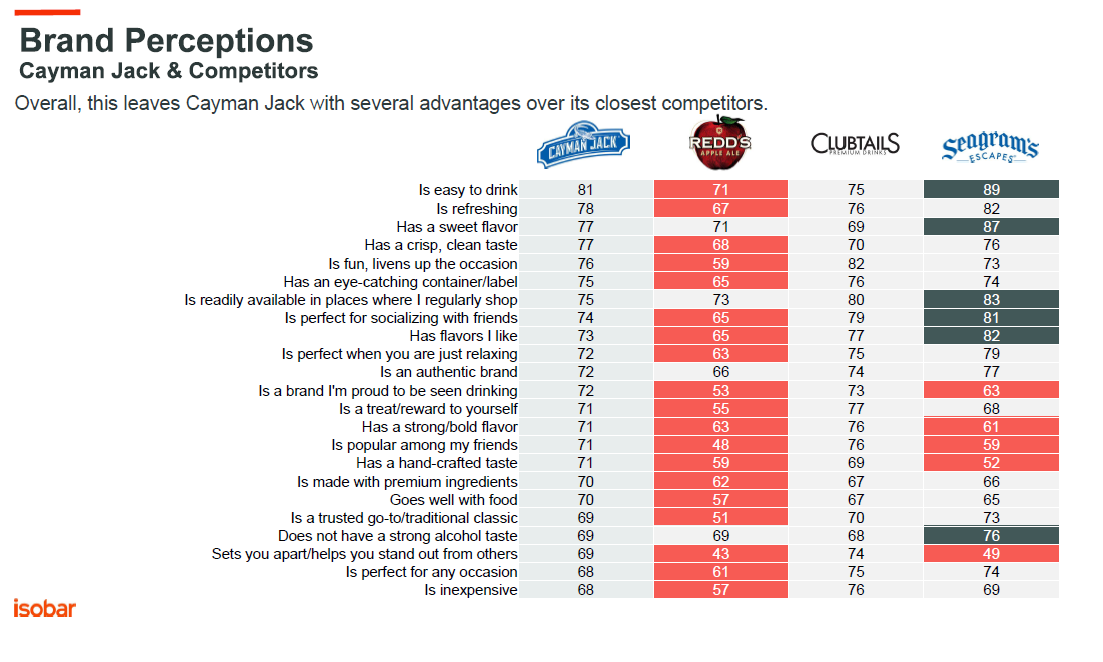 Brand Perceptions
Cayman Jack & Competitors
Overall, this leaves Cayman Jack with several advantages over its closest competitors.
CAYMAN JACK REDD'S APPLE ALE CLUBTAILS PREMIUM DRINKS Seagram's ESCAPES
Is easy to drink 81 71 75 89
Is refreshing 78 67 76 82
Has a sweet flavor 77 71 69 87
Has a crisp, clean taste 77 68 70 76
Is fun, livens up the occasion 76 59 82 73
Has an eye-catching container/label 75 65 76 74
Is readily available in places where I regularly shop 75 73 80 83
Is perfect for socializing with friends 74 65 79 81
Has flavors I like 73 65 77 82
Is perfect when you are just relaxing 72 63 75 79
Is an authentic brand 72 66 74 77
Is a brand I'm proud to be seen drinking 72 53 73 63
Is a treat/reward to yourself 71 55 77 68
Has a strong/bold flavor 71 63 76 61
Is popular among my friends 71 48 76 59
Has a hand-crafted taste 71 59 69 52
Is made with premium ingredients 70 62 67 66
Goes well with food 70 57 67 65
Is a trusted go-to/traditional classic 69 51 70 73
Does not have a strong alcohol taste 69 69 68 76
Sets you apart/helps you stand out from others 69 43 74 49
Is perfect for any occasion 68 61 75 74
Is inexpensive 68 57 76 69
isobar